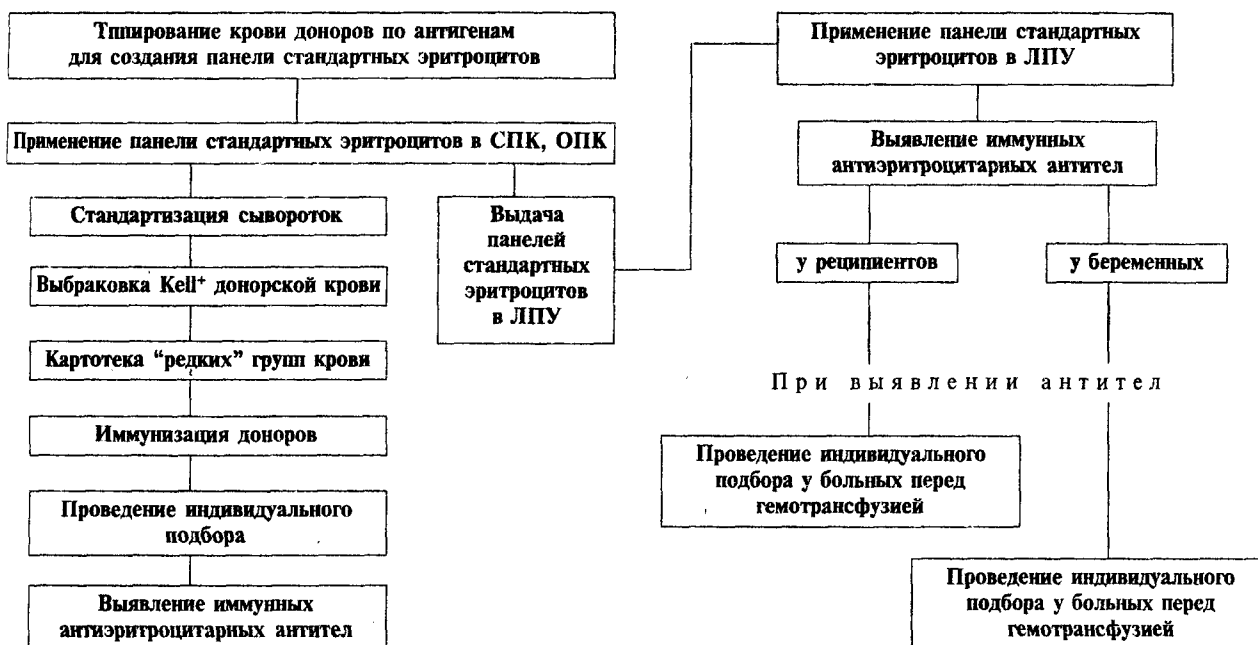 Тппирование крови доноров по антигенам
для создания панели стандартных эритроцитов
Применение панели стандартных эритроцитов в СПК, ОПК
Стандартизация сывороток
Выбраковка Kell⁺ донорской крови
Картотека “редких” групп крови
Иммунизация доноров
Проведение индивидуального
подбора
Выявление иммунных
антиэритроцитарных антител
Выдача
панелей
стандартных
эритроцитов
в ЛПУ
Применение панели стандартных
эритроцитов в ЛПУ
Выявление иммунных
антиэритроцитарных антител
у реципиентов
у беременных
При выявлении антител
Проведение индивидуального
подбора у больных перед
гемотрансфузией
Проведение индивидуального
подбора у больных перед
гемотрансфузией